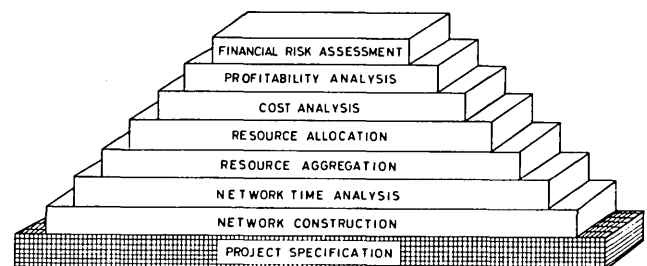 FINANCIAL RISK ASSESSMENT
PROFITABILITY ANALYSIS
COST ANALYSIS
RESOURCE ALLOCATION
RESOURCE AGGREGATION
NETWORK TIME ANALYSIS
NETWORK CONSTRUCTION
PROJECT SPECIFICATION